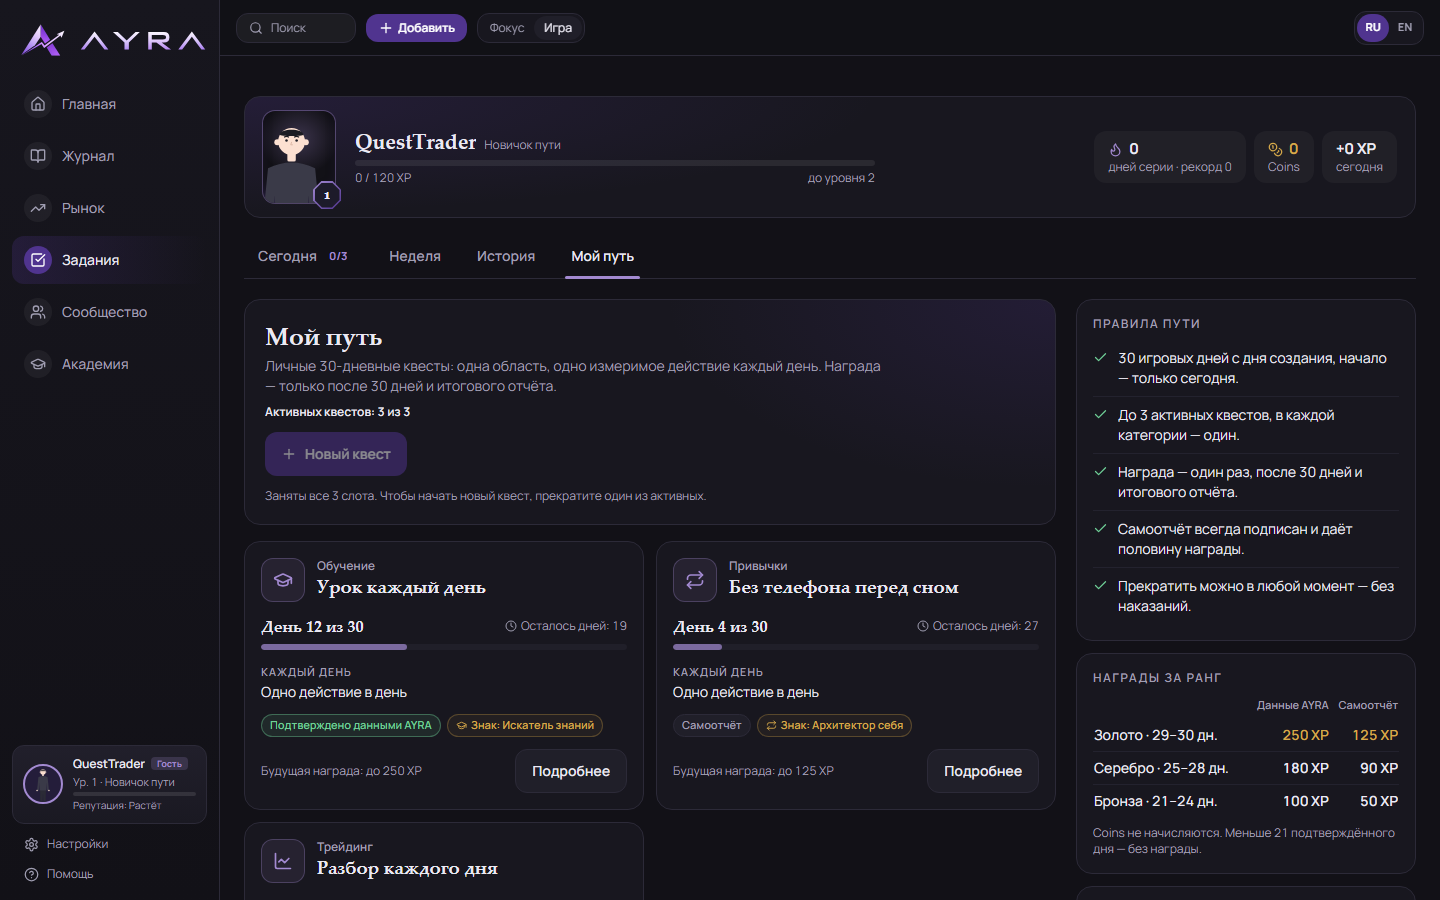 AYRA
Поиск
Добавить
Фокус
Игра
RU
EN
Главная
Журнал
Рынок
Задания
Сообщество
Академия
QuestTrader Гость
Ур. 1 · Новичок пути
Репутация: Растёт
Настройки
Помощь
1
QuestTrader Новичок пути
0 / 120 XP
до уровня 2
0
дней серии · рекорд 0
0
Coins
+0 XP
сегодня
Сегодня 0/3
Неделя
История
Мой путь
Мой путь
Личные 30-дневные квесты: одна область, одно измеримое действие каждый день. Награда
— только после 30 дней и итогового отчёта.
Активных квестов: 3 из 3
Новый квест
Заняты все 3 слота. Чтобы начать новый квест, прекратите один из активных.
Обучение
Урок каждый день
День 12 из 30
Осталось дней: 19
КАЖДЫЙ ДЕНЬ
Одно действие в день
Подтверждено данными AYRA
Знак: Искатель знаний
Будущая награда: до 250 XP
Подробнее
Привычки
Без телефона перед сном
День 4 из 30
Осталось дней: 27
КАЖДЫЙ ДЕНЬ
Одно действие в день
Самоотчёт
Знак: Архитектор себя
Будущая награда: до 125 XP
Подробнее
Трейдинг
Разбор каждого дня
ПРАВИЛА ПУТИ
30 игровых дней с дня создания, начало
— только сегодня.
До 3 активных квестов, в каждой
категории — один.
Награда — один раз, после 30 дней и
итогового отчёта.
Самоотчёт всегда подписан и даёт
половину награды.
Прекратить можно в любой момент — без
наказаний.
НАГРАДЫ ЗА РАНГ
Данные AYRA Самоотчёт
Золото · 29–30 дн. 250 XP 125 XP
Серебро · 25–28 дн. 180 XP 90 XP
Бронза · 21–24 дн. 100 XP 50 XP
Coins не начисляются. Меньше 21 подтверждённого
дня — без награды.